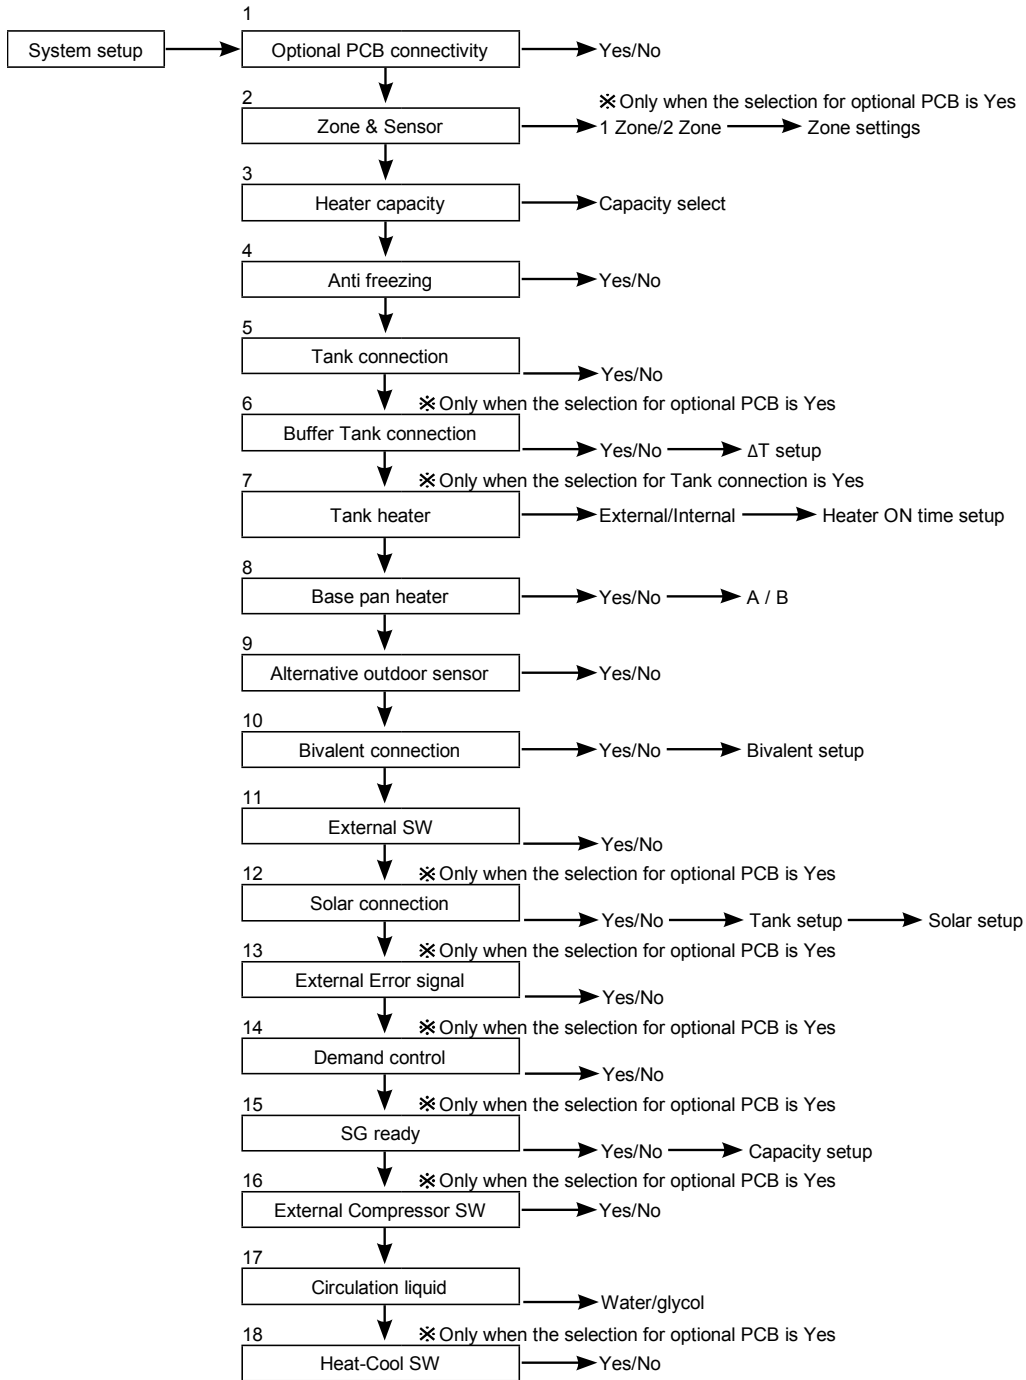 1
System setup
Optional PCB connectivity
Yes/No
2
※ Only when the selection for optional PCB is Yes
Zone & Sensor
1 Zone/2 Zone
Zone settings
3
Heater capacity
Capacity select
4
Anti freezing
Yes/No
5
Tank connection
Yes/No
6
※ Only when the selection for optional PCB is Yes
Buffer Tank connection
Yes/No
ΔT setup
7
※ Only when the selection for Tank connection is Yes
Tank heater
External/Internal
Heater ON time setup
8
Base pan heater
Yes/No
A / B
9
Alternative outdoor sensor
Yes/No
10
Bivalent connection
Yes/No
Bivalent setup
11
External SW
Yes/No
12
※ Only when the selection for optional PCB is Yes
Solar connection
Yes/No
Tank setup
Solar setup
13
※ Only when the selection for optional PCB is Yes
External Error signal
Yes/No
14
※ Only when the selection for optional PCB is Yes
Demand control
Yes/No
15
※ Only when the selection for optional PCB is Yes
SG ready
Yes/No
Capacity setup
16
※ Only when the selection for optional PCB is Yes
External Compressor SW
Yes/No
17
Circulation liquid
Water/glycol
18
※ Only when the selection for optional PCB is Yes
Heat-Cool SW
Yes/No